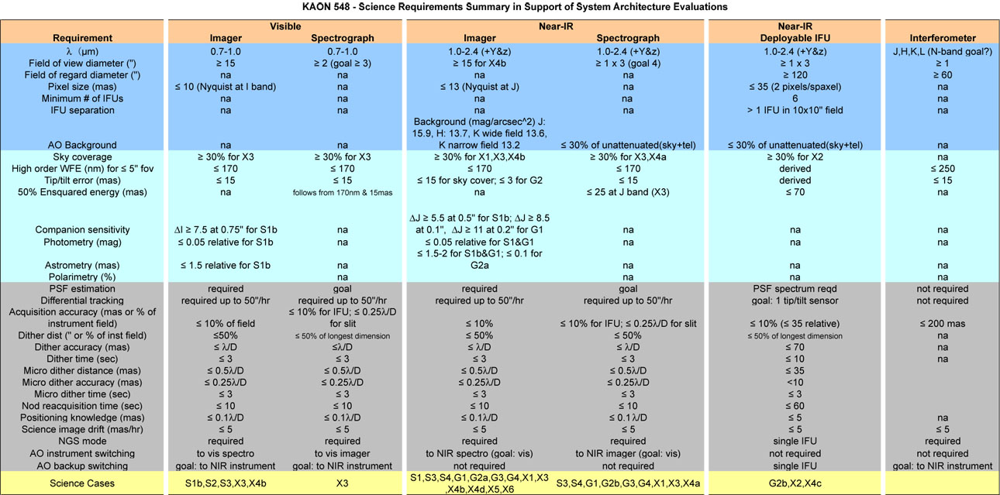 KAON 548 - Science Requirements Summary in Support of System Architecture Evaluations
Visible Near-IR Near-IR
Requirement Imager Spectrograph Imager Spectrograph Deployable IFU Interferometer
λ (μm) 0.7-1.0 0.7-1.0 1.0-2.4 (+Y&z) 1.0-2.4 (+Y&z) 1.0-2.4 (+Y&z) J,H,K,L (N-band goal?)
Field of view diameter (") ≥ 15 ≥ 2 (goal ≥ 3) ≥ 15 for X4b ≥ 1 x 3 (goal 4) ≥ 1 x 3 ≥ 1
Field of regard diameter (") na na na na ≥ 120 ≥ 60
Pixel size (mas) ≤ 10 (Nyquist at I band) na ≤ 13 (Nyquist at J) na ≤ 35 (2 pixels/spaxel) na
Minimum # of IFUs na na na na 6 na
IFU separation na na na na > 1 IFU in 10x10" field na
Background (mag/arcsec^2) J:
15.9, H: 13.7, K wide field 13.6,
AO Background na na K narrow field 13.2 ≤ 30% of unattenuated(sky+tel) ≤ 30% of unattenuated(sky+tel) na
Sky coverage ≥ 30% for X3 ≥ 30% for X3 ≥ 30% for X1,X3,X4b ≥ 30% for X3,X4a ≥ 30% for X2 na
High order WFE (nm) for ≤ 5" fov ≤ 170 ≤ 170 ≤ 170 ≤ 170 derived ≤ 250
Tip/tilt error (mas) ≤ 15 ≤ 15 ≤ 15 for sky cover; ≤ 3 for G2 ≤ 15 derived ≤ 15
50% Ensquared energy (mas) na follows from 170nm & 15mas na ≤ 25 at J band (X3) ≤ 70 na
ΔJ ≥ 5.5 at 0.5" for S1b; ΔJ ≥ 8.5
Companion sensitivity ΔI ≥ 7.5 at 0.75" for S1b na at 0.1", ΔJ ≥ 11 at 0.2" for G1 na na na
Photometry (mag) ≤ 0.05 relative for S1b na ≤ 0.05 relative for S1&G1 na na na
≤ 1.5-2 for S1b&G1; ≤ 0.1 for
Astrometry (mas) ≤ 1.5 relative for S1b na G2a na na na
Polarimetry (%) na na na na
PSF estimation required goal required required PSF spectrum reqd not required
Differential tracking required up to 50"/hr required up to 50"/hr required up to 50"/hr required up to 50"/hr goal: 1 tip/tilt sensor not required
Acquisition accuracy (mas or % of ≤ 10% for IFU; ≤ 0.25λ/D
instrument field) ≤ 10% of field for slit ≤ 10% ≤ 10% for IFU; ≤ 0.25λ/D for slit ≤ 10% (≤ 35 relative) ≤ 200 mas
Dither dist (" or % of inst field) ≤50% ≤ 50% of longest dimension ≤ 50% ≤ 50% ≤ 50% of longest dimension na
Dither accuracy (mas) ≤ λ/D ≤λ/D ≤ λ/D ≤ λ/D ≤ 70 na
Dither time (sec) ≤ 3 ≤ 3 ≤ 3 ≤ 3 ≤ 10 na
Micro dither distance (mas) ≤ 0.5λ/D ≤ 0.5λ/D ≤ 0.5λ/D ≤ 0.5λ/D ≤ 35
Micro dither accuracy (mas) ≤ 0.25λ/D ≤ 0.25λ/D ≤ 0.25λ/D ≤ 0.25λ/D <10
Micro dither time (sec) ≤ 3 ≤ 3 ≤ 3 ≤ 3 ≤ 3
Nod reacquisition time (sec) ≤ 10 ≤ 10 ≤ 10 ≤ 10 ≤ 60
Positioning knowledge (mas) ≤ 0.1λ/D ≤ 0.1λ/D ≤ 0.1λ/D ≤ 0.1λ/D ≤ 5 na
Science image drift (mas/hr) ≤ 5 ≤ 5 ≤ 5 ≤ 5 ≤ 5 ≤ 5
NGS mode required required required required single IFU required
AO instrument switching to vis spectro to vis imager to NIR spectro (goal: vis) to NIR imager (goal: vis) not required not required
AO backup switching goal: to NIR instrument goal: to NIR instrument not required not required single IFU goal: to NIR instrument
S1,S3,S4,G1,G2a,G3,G4,X1,X3
Science Cases S1b,S2,S3,X3,X4b X3 ,X4b,X4d,X5,X6 S3,S4,G1,G2b,G3,G4,X1,X3,X4a G2b,X2,X4c